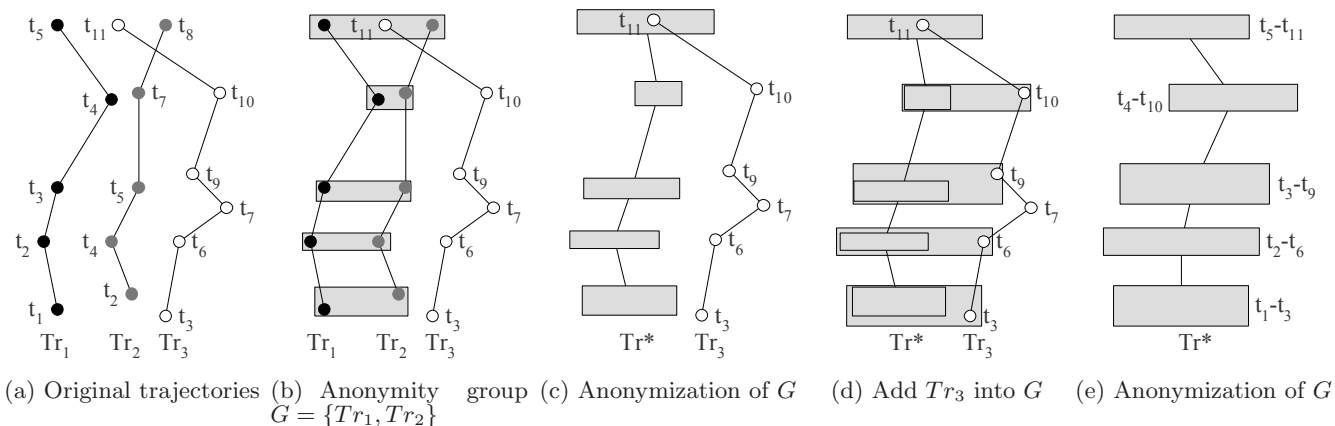 t5 t11 t8
t4 t7 t10
t3 t5 t9
t7
t2 t4 t6
t2
t1 t3
Tr1 Tr2 Tr3
(a) Original trajectories
t11
t10
t9
t7
t6
t3
Tr1 Tr2 Tr3
(b) Anonymity group
G = {Tr1, Tr2}
t11
t10
t9
t7
t6
t3
Tr* Tr3
(c) Anonymization of G
t11
t10
t9
t7
t6
t3
Tr* Tr3
(d) Add Tr3 into G
t5-t11
t4-t10
t3-t9
t2-t6
t1-t3
Tr*
(e) Anonymization of G